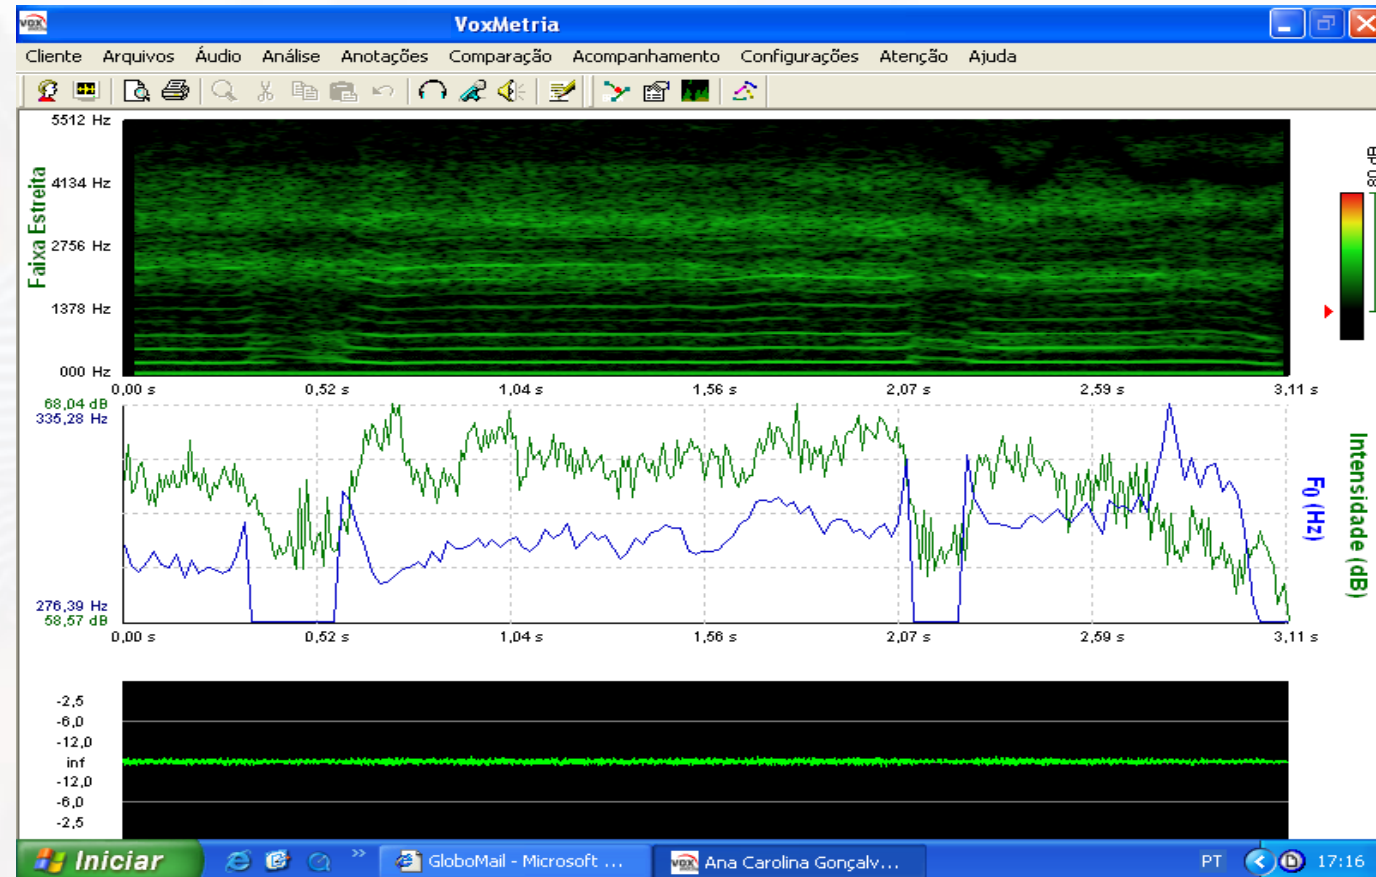 VOX
VoxMetria
Cliente Arquivos Áudio Análise Anotações Comparação Acompanhamento Configurações Atenção Ajuda
5512 Hz
4134 Hz
2756 Hz
1378 Hz
000 Hz
Faixa Estreita
80 dB
0,00 s 0,52 s 1,04 s 1,56 s 2,07 s 2,59 s 3,11 s
68,04 dB
335,28 Hz
276,39 Hz
58,57 dB
F0 (Hz)
Intensidade (dB)
0,00 s 0,52 s 1,04 s 1,56 s 2,07 s 2,59 s 3,11 s
-2,5
-6,0
-12,0
inf
-12,0
-6,0
-2,5
Iniciar
GloboMail - Microsoft ...
VOX
Ana Carolina Gonçalv...
PT
17:16